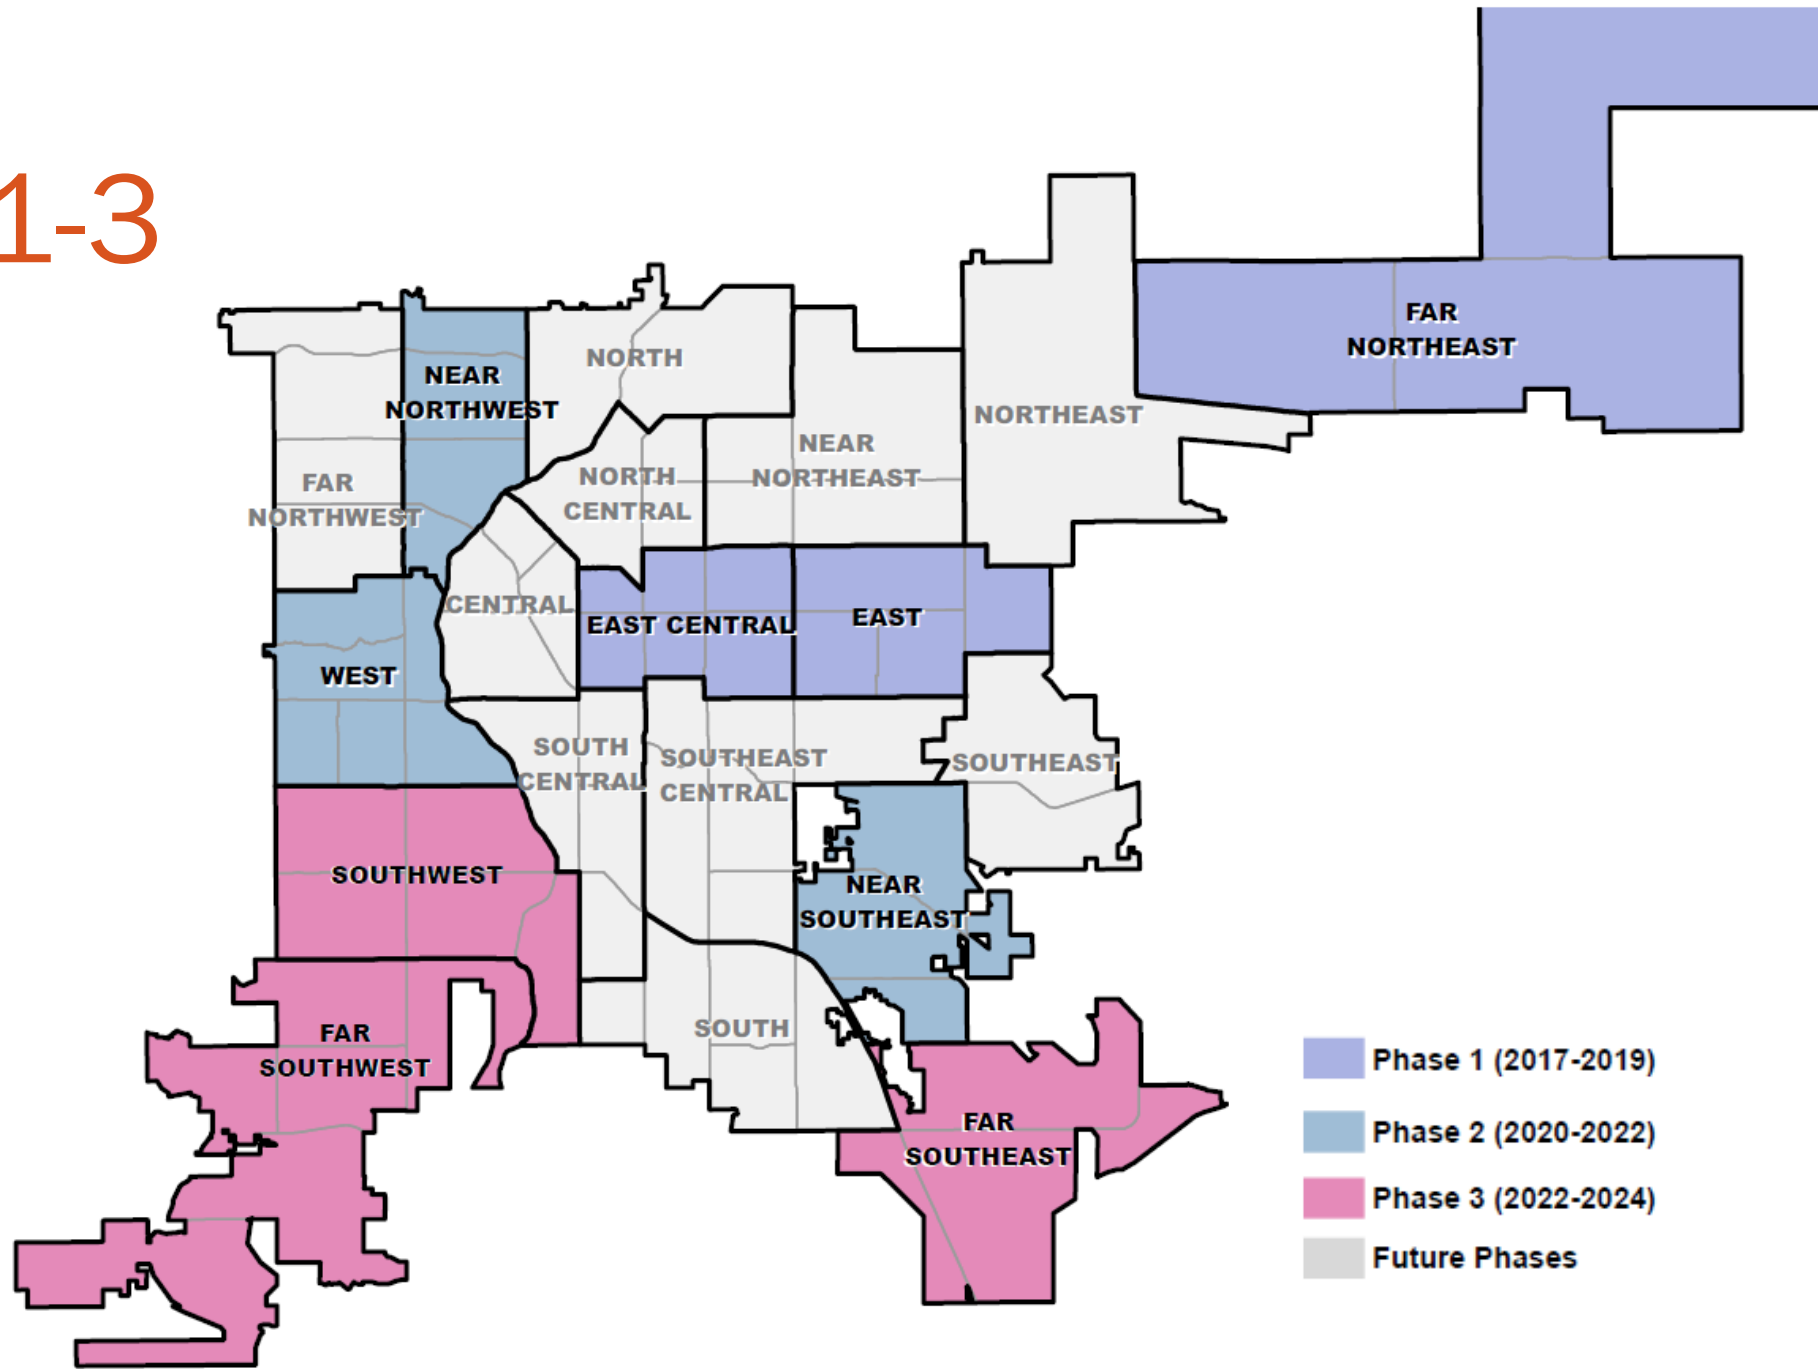 1-3
FAR
NORTHEAST
NORTH
NEAR
NORTHWEST
NORTHEAST
NEAR
NORTHEAST
NORTH
CENTRAL
FAR
NORTHWEST
CENTRAL
EAST CENTRAL
EAST
WEST
SOUTH
CENTRAL
SOUTHEAST
CENTRAL
SOUTHEAST
SOUTHWEST
NEAR
SOUTHEAST
SOUTH
FAR
SOUTHWEST
FAR
SOUTHEAST
Phase 1 (2017-2019)
Phase 2 (2020-2022)
Phase 3 (2022-2024)
Future Phases